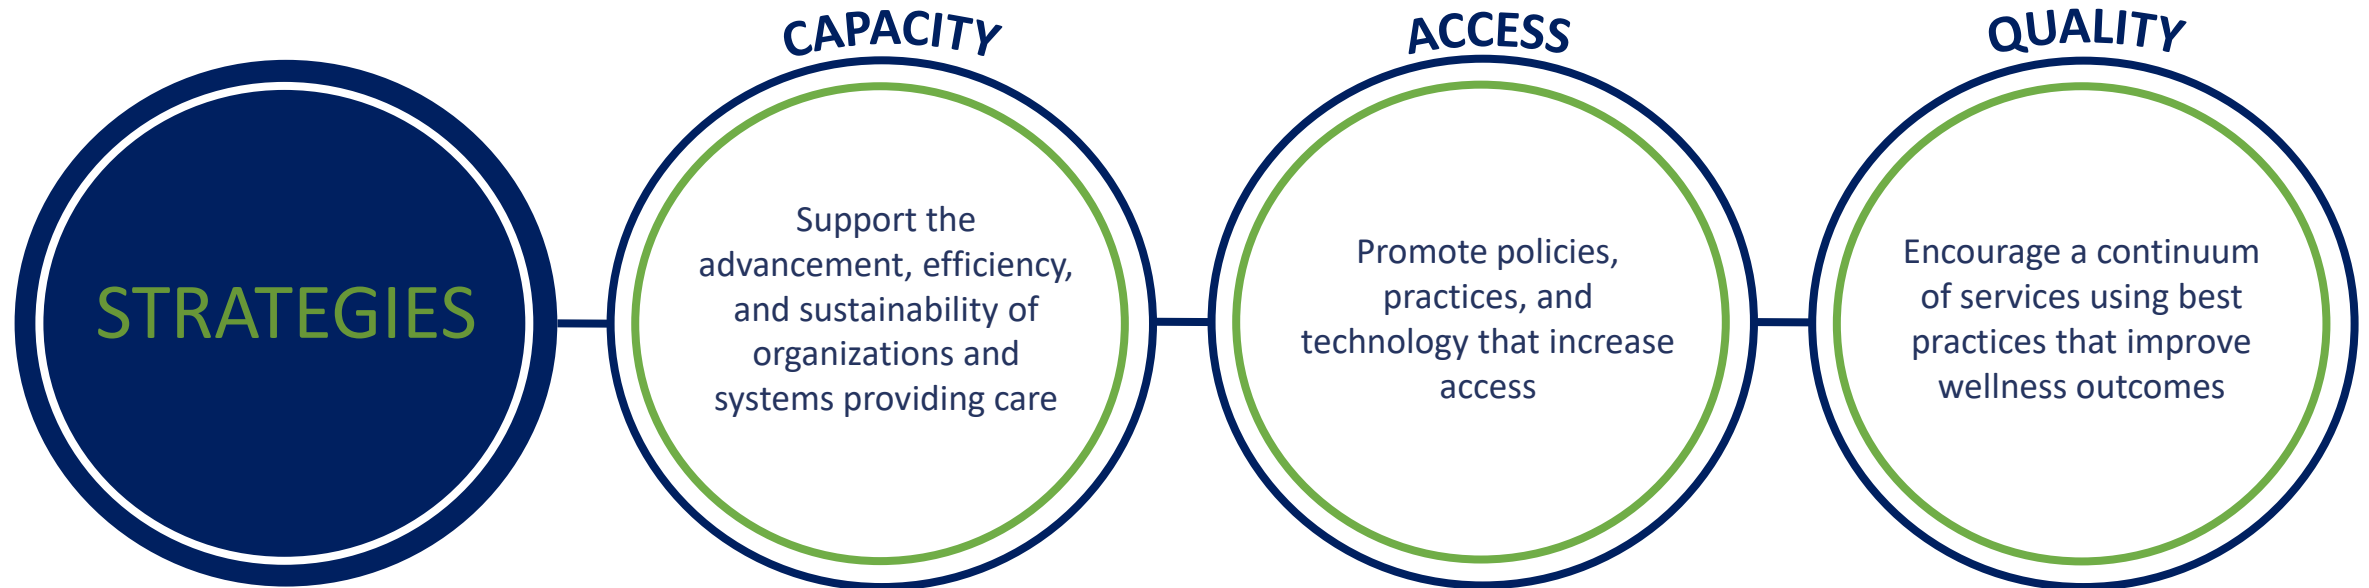 STRATEGIES
CAPACITY
Support the
advancement, efficiency,
and sustainability of
organizations and
systems providing care
ACCESS
Promote policies,
practices, and
technology that increase
access
QUALITY
Encourage a continuum
of services using best
practices that improve
wellness outcomes